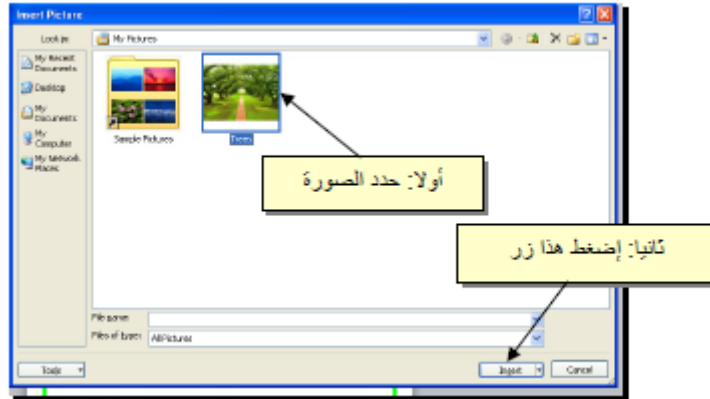 Insert Picture
Look in:
My Pictures
My Recent
Documents
Desktop
My
Documents
My
Computer
My Network
Places
Sample Pictures
Trees
أولا: حدد الصورة
ثانيا: إضغط هذا زر
File name:
Files of type:
All Pictures
Tools
Insert
Cancel